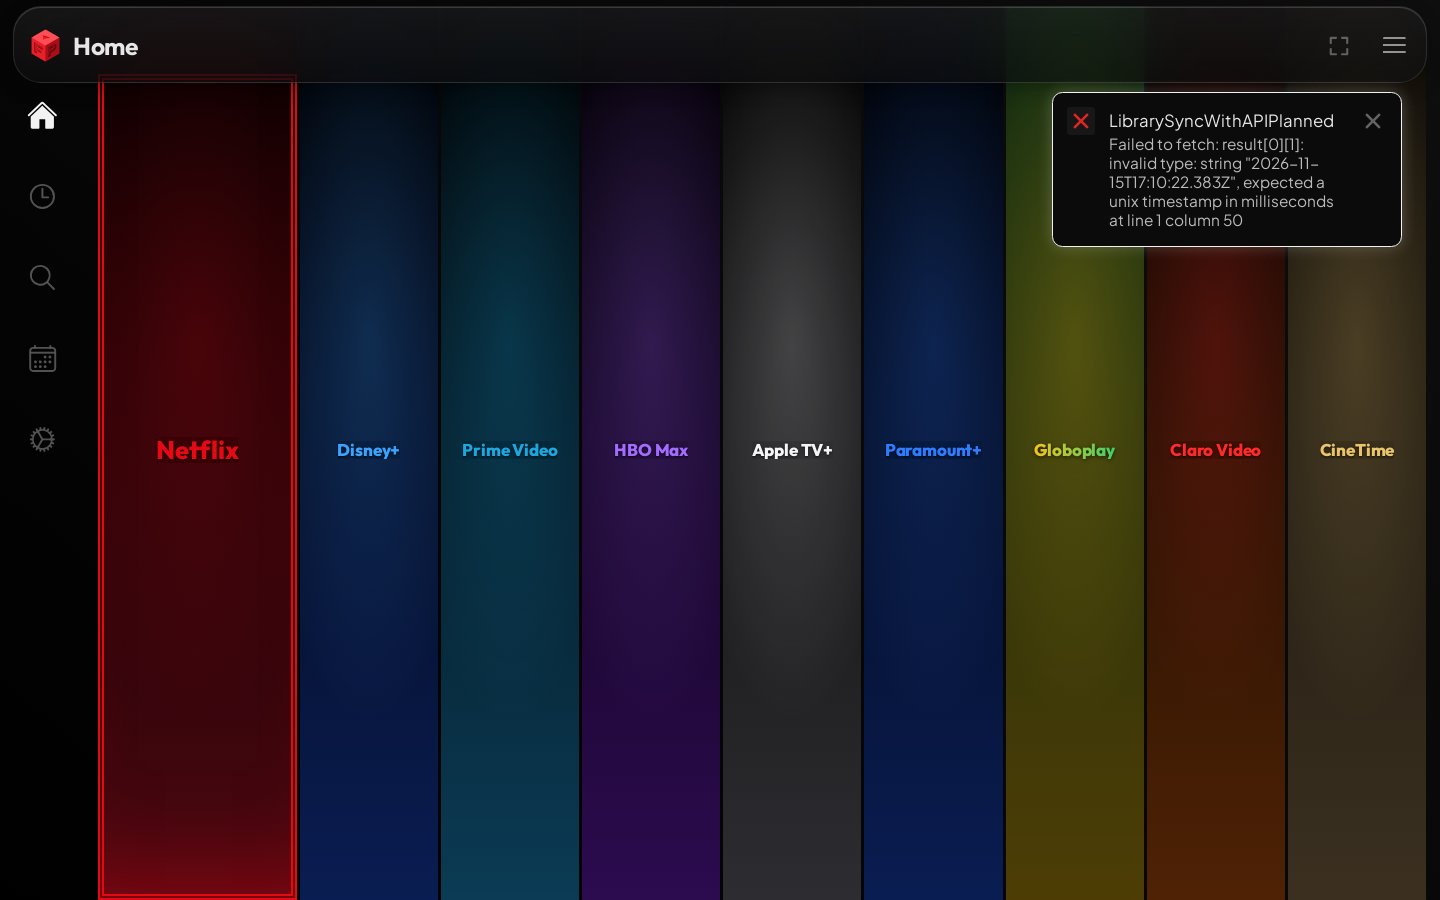 Home
LibrarySyncWithAPIPlanned
Failed to fetch: result[0][1]:
invalid type: string "2026-11-
15T17:10:22.383Z", expected a
unix timestamp in milliseconds
at line 1 column 50
Netflix
Disney+
Prime Video
HBO Max
Apple TV+
Paramount+
Globoplay
Claro Video
CineTime